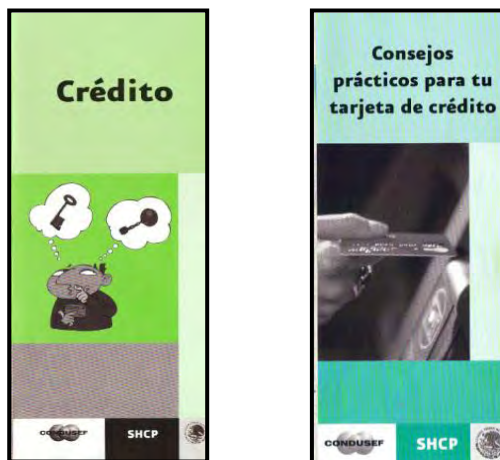 Crédito
CONDUSEF
SHCP
Consejos
prácticos para tu
tarjeta de crédito
CONDUSEF
SHCP